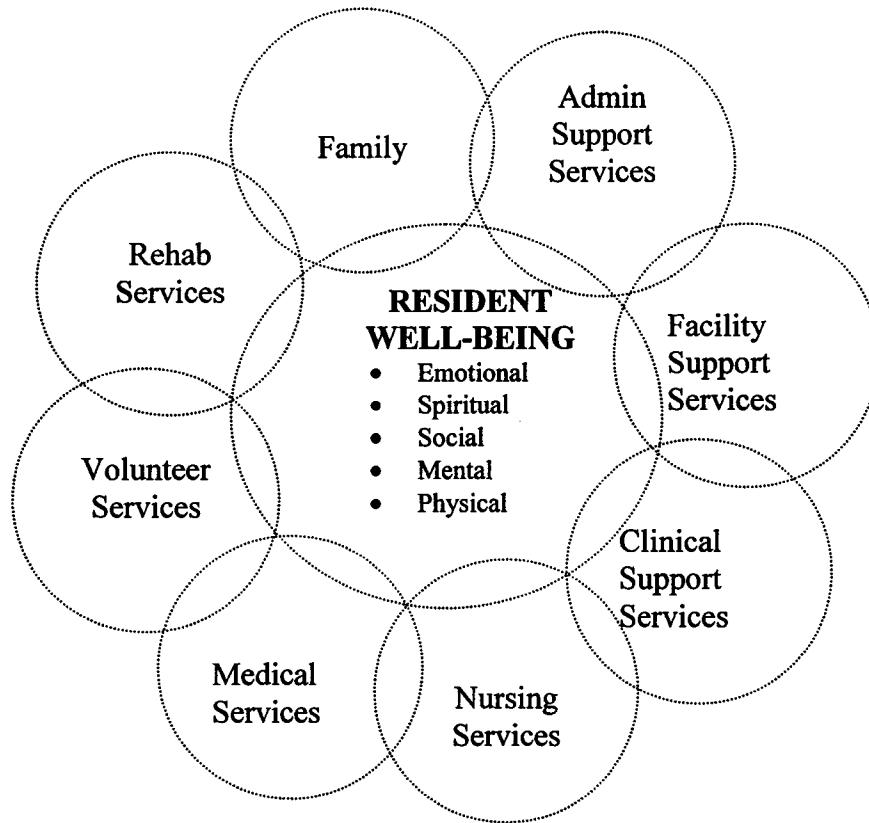 Family
Admin
Support
Services
Rehab
Services
RESIDENT
WELL-BEING
• Emotional
• Spiritual
• Social
• Mental
• Physical
Facility
Support
Services
Volunteer
Services
Clinical
Support
Services
Medical
Services
Nursing
Services